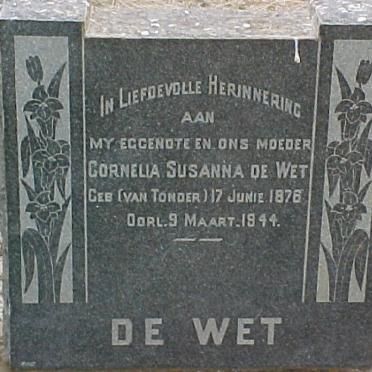 In Liefdevolle Herinnering
aan
my eggenote en ons moeder
Cornelia Susanna de Wet
Geb (van Tonder) 17 Junie 1876
Oorl. 9 Maart. 1944.
DE WET